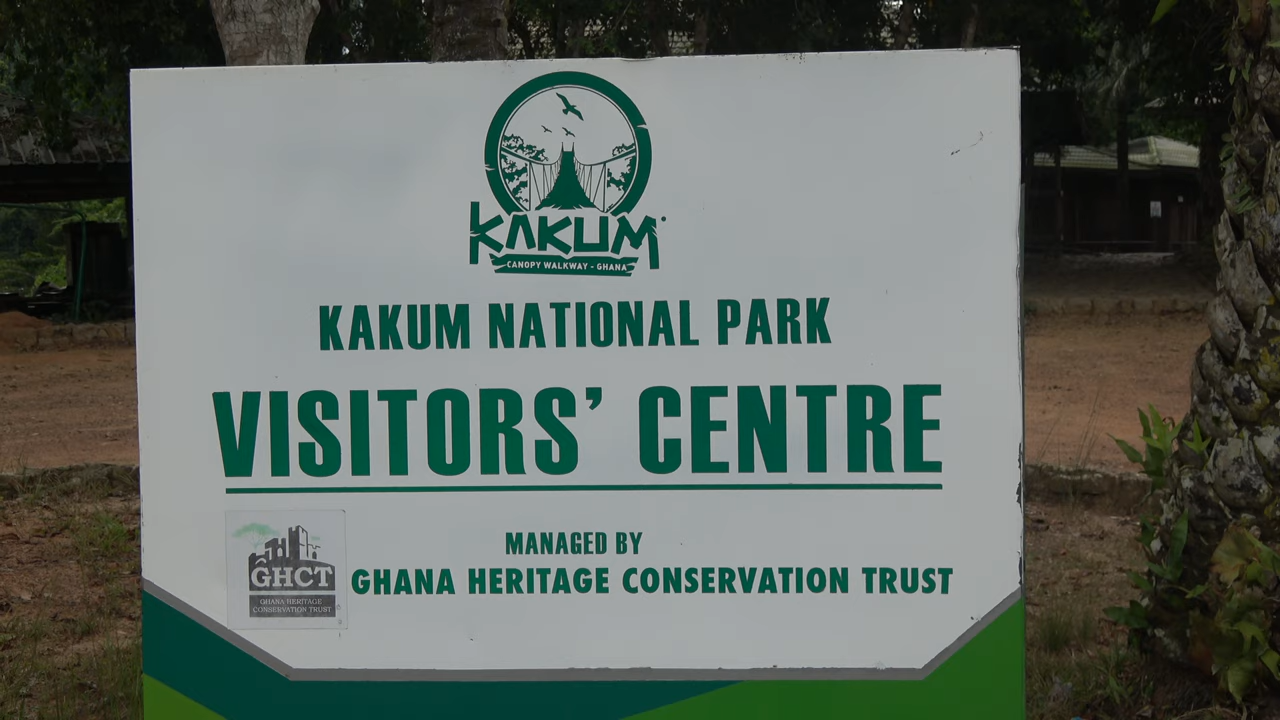 KAKUM
CANOPY WALKWAY - GHANA
KAKUM NATIONAL PARK
VISITORS' CENTRE
MANAGED BY
GHANA HERITAGE CONSERVATION TRUST
GHCT
GHANA HERITAGE
CONSERVATION TRUST